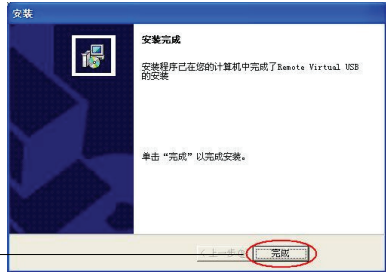 安装
安装完成
安装程序已在您的计算机中完成了Remote Virtual USB
的安装
单击“完成”以完成安装。
< 上一步(B)
完成